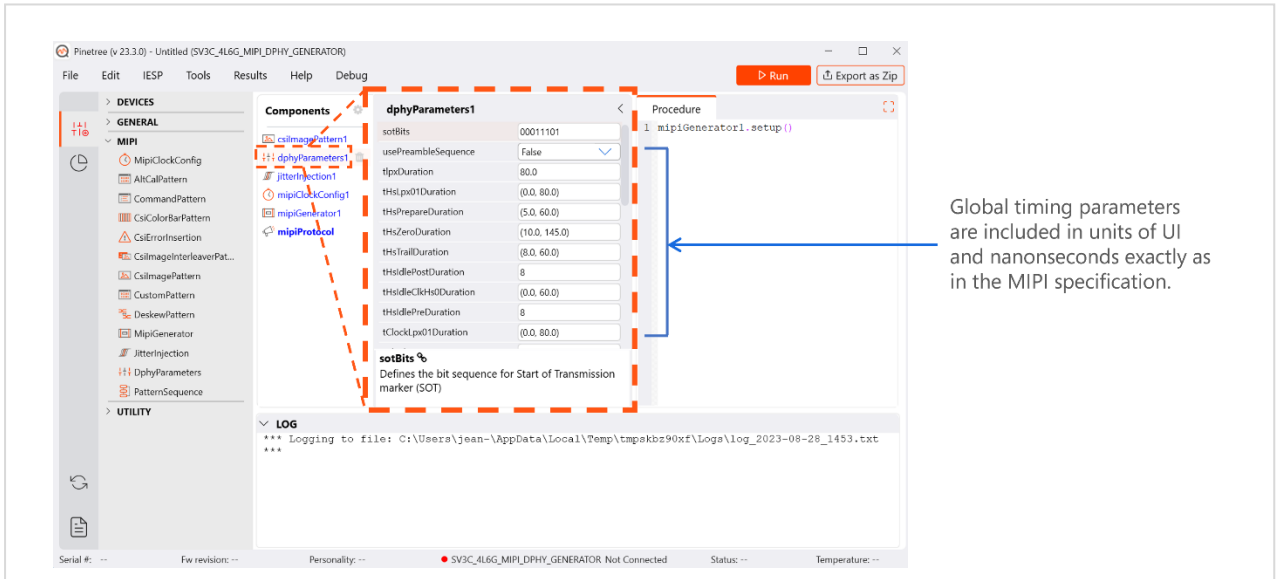 Pinetree (v 23.3.0) - Untitled (SV3C_4L6G_MIPI_DPHY_GENERATOR)
File Edit IESP Tools Results Help Debug
Run
Export as Zip
DEVICES
GENERAL
MIPI
MipiClockConfig
AltCalPattern
CommandPattern
CsiColorBarPattern
CsiErrorInsertion
CsiImageInterleaverPat...
CsiImagePattern
CustomPattern
DeskewPattern
MipiGenerator
JitterInjection
DphyParameters
PatternSequence
UTILITY
Components
csiImagePattern1
dphyParameters1
jitterInjection1
mipiClockConfig1
mipiGenerator1
mipiProtocol
dphyParameters1
sotBits 00011101
usePreambleSequence False
tlpxDuration 80.0
tHsLpx01Duration (0.0, 80.0)
tHsPrepareDuration (5.0, 60.0)
tHsZeroDuration (10.0, 145.0)
tHsTrailDuration (8.0, 60.0)
tHsIdlePostDuration 8
tHsIdleClkHs0Duration (0.0, 60.0)
tHsIdlePreDuration 8
tClockLpx01Duration (0.0, 80.0)
sotBits
Defines the bit sequence for Start of Transmission
marker (SOT)
Procedure
1 mipiGenerator1.setup()
Global timing parameters
are included in units of UI
and nanonseconds exactly as
in the MIPI specification.
LOG
*** Logging to file: C:\Users\jean-\AppData\Local\Temp\tmpskbz90xf\Logs\log_2023-08-28_1453.txt
***
Serial #: -- Fw revision: -- Personality: -- SV3C_4L6G_MIPI_DPHY_GENERATOR Not Connected Status: -- Temperature: --